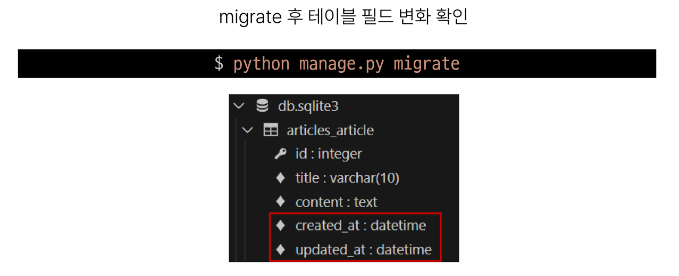 migrate 후 테이블 필드 변화 확인
$ python manage.py migrate
db.sqlite3
articles_article
id : integer
title : varchar(10)
content : text
created_at : datetime
updated_at : datetime